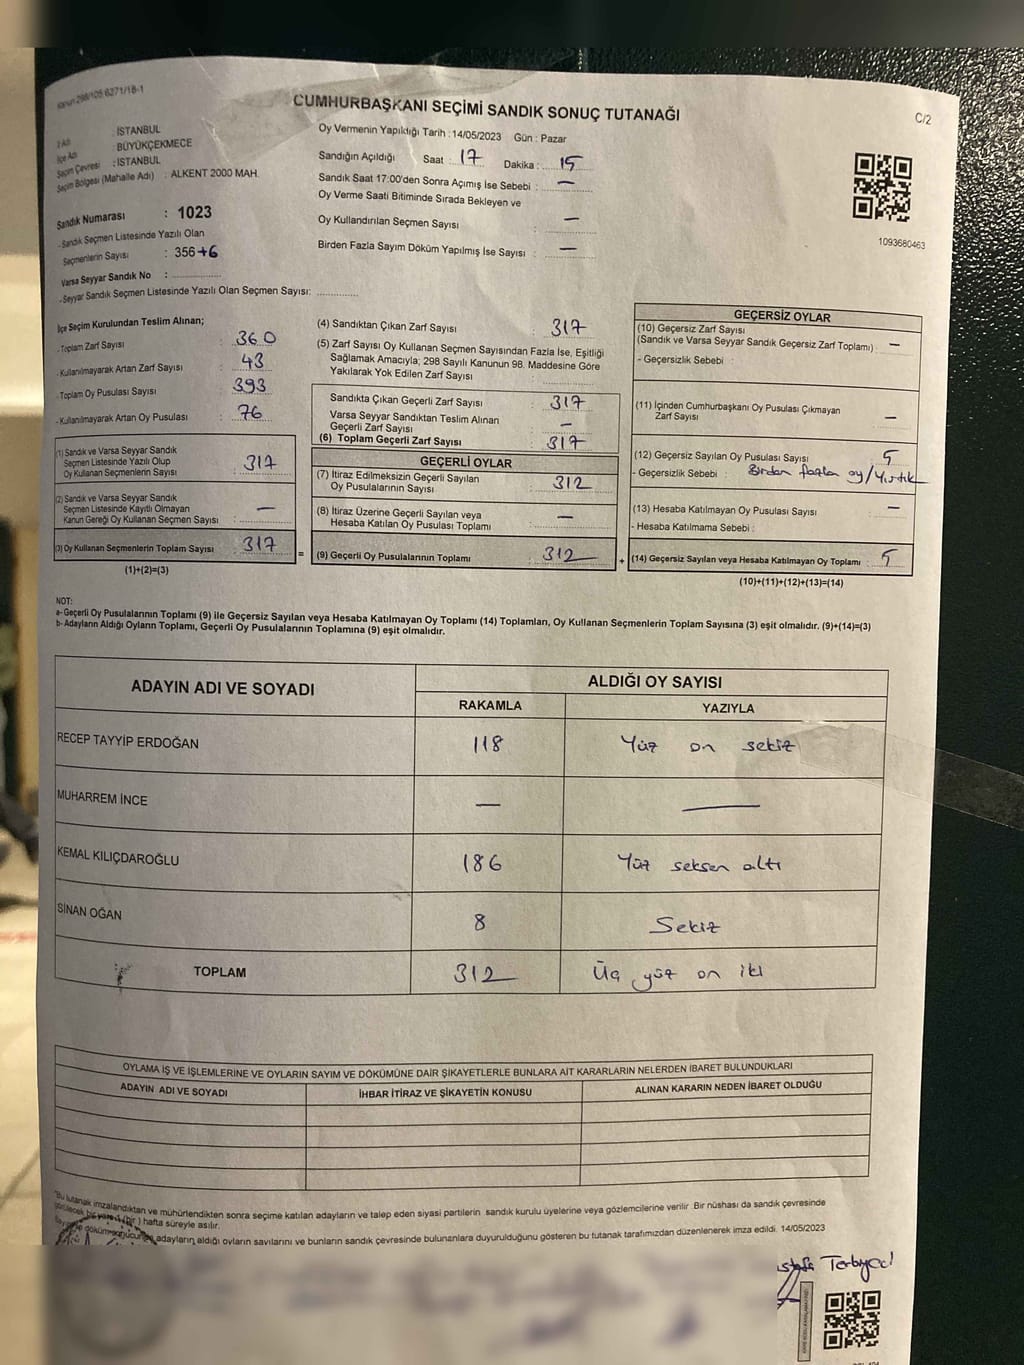 Kanun:298/105 6271/18-1
CUMHURBAŞKANI SEÇİMİ SANDIK SONUÇ TUTANAĞI
C/2
İl Adı : İSTANBUL
İlçe Adı : BÜYÜKÇEKMECE
Seçim Çevresi : İSTANBUL
Seçim Bölgesi (Mahalle Adı) : ALKENT 2000 MAH.
Sandık Numarası : 1023
-Sandık Seçmen Listesinde Yazılı Olan
Seçmenlerin Sayısı : 356+6
Varsa Seyyar Sandık No :
-Seyyar Sandık Seçmen Listesinde Yazılı Olan Seçmen Sayısı:
Oy Vermenin Yapıldığı Tarih : 14/05/2023 Gün : Pazar
Sandığın Açıldığı Saat : 17 Dakika : 15
Sandık Saat 17:00'den Sonra Açımış İse Sebebi : —
Oy Verme Saati Bitiminde Sırada Bekleyen ve
Oy Kullandırılan Seçmen Sayısı : —
Birden Fazla Sayım Döküm Yapılmış İse Sayısı : —
1093680463
İlçe Seçim Kurulundan Teslim Alınan;
-Toplam Zarf Sayısı : 360
-Kullanılmayarak Artan Zarf Sayısı : 43
-Toplam Oy Pusulası Sayısı : 393
-Kullanılmayarak Artan Oy Pusulası : 76
(1) Sandık ve Varsa Seyyar Sandık
Seçmen Listesinde Yazılı Olup
Oy Kullanan Seçmenlerin Sayısı : 317
(2) Sandık ve Varsa Seyyar Sandık
Seçmen Listesinde Kayıtlı Olmayan
Kanun Gereği Oy Kullanan Seçmen Sayısı : —
(3) Oy Kullanan Seçmenlerin Toplam Sayısı : 317 =
(1)+(2)=(3)
(4) Sandıktan Çıkan Zarf Sayısı : 317
(5) Zarf Sayısı Oy Kullanan Seçmen Sayısından Fazla İse, Eşitliği
Sağlamak Amacıyla; 298 Sayılı Kanunun 98. Maddesine Göre
Yakılarak Yok Edilen Zarf Sayısı :
Sandıkta Çıkan Geçerli Zarf Sayısı : 317
Varsa Seyyar Sandıktan Teslim Alınan
Geçerli Zarf Sayısı : —
(6) Toplam Geçerli Zarf Sayısı : 317
GEÇERLİ OYLAR
(7) İtiraz Edilmeksizin Geçerli Sayılan
Oy Pusulalarının Sayısı : 312
(8) İtiraz Üzerine Geçerli Sayılan veya
Hesaba Katılan Oy Pusulası Toplamı : —
(9) Geçerli Oy Pusulalarının Toplamı : 312 +
GEÇERSİZ OYLAR
(10) Geçersiz Zarf Sayısı
(Sandık ve Varsa Seyyar Sandık Geçersiz Zarf Toplamı) : —
- Geçersizlik Sebebi :
(11) İçinden Cumhurbaşkanı Oy Pusulası Çıkmayan
Zarf Sayısı : —
(12) Geçersiz Sayılan Oy Pusulası Sayısı : 5
- Geçersizlik Sebebi : Birden fazla oy/Yırtık
(13) Hesaba Katılmayan Oy Pusulası Sayısı : —
- Hesaba Katılmama Sebebi :
(14) Geçersiz Sayılan veya Hesaba Katılmayan Oy Toplamı : 5
(10)+(11)+(12)+(13)=(14)
NOT:
a- Geçerli Oy Pusulalarının Toplamı (9) ile Geçersiz Sayılan veya Hesaba Katılmayan Oy Toplamı (14) Toplamları, Oy Kullanan Seçmenlerin Toplam Sayısına (3) eşit olmalıdır. (9)+(14)=(3)
b- Adayların Aldığı Oyların Toplamı, Geçerli Oy Pusulalarının Toplamına (9) eşit olmalıdır.
ADAYIN ADI VE SOYADI ALDIĞI OY SAYISI
RAKAMLA YAZIYLA
RECEP TAYYİP ERDOĞAN 118 Yüz on sekiz
MUHARREM İNCE — —
KEMAL KILIÇDAROĞLU 186 Yüz seksen altı
SİNAN OĞAN 8 Sekiz
TOPLAM 312 Üç yüz on iki
OYLAMA İŞ VE İŞLEMLERİNE VE OYLARIN SAYIM VE DÖKÜMÜNE DAİR ŞİKAYETLERLE BUNLARA AİT KARARLARIN NELERDEN İBARET BULUNDUKLARI
ADAYIN ADI VE SOYADI İHBAR İTİRAZ VE ŞİKAYETİN KONUSU ALINAN KARARIN NEDEN İBARET OLDUĞU
"Bu tutanak imzalandıktan ve mühürlendikten sonra seçime katılan adayların ve talep eden siyasi partilerin sandık kurulu üyelerine veya gözlemcilerine verilir. Bir nüshası da sandık çevresinde
görülecek bir yere 1 (bir) hafta süreyle asılır.
adayların aldığı oyların sayılarını ve bunların sandık çevresinde bulunanlara duyurulduğunu gösteren bu tutanak tarafımızdan düzenlenerek imza edildi. 14/05/2023